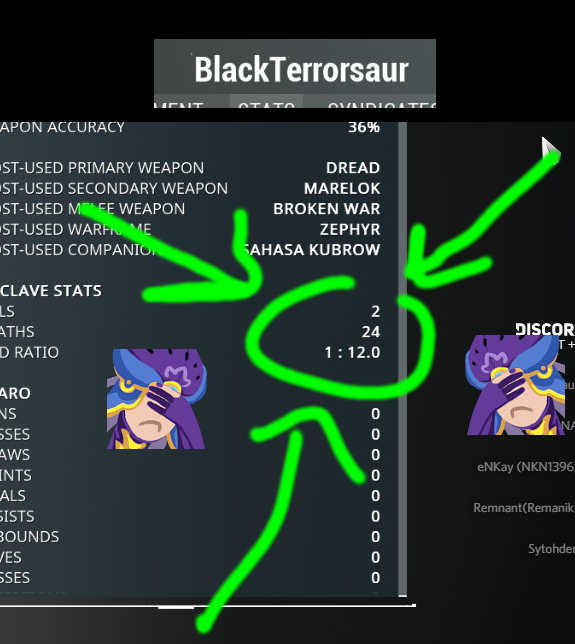 BlackTerrorsaur
MENT STATS SYNDICATES
APON ACCURACY 36%
OST-USED PRIMARY WEAPON DREAD
OST-USED SECONDARY WEAPON MARELOK
OST-USED MELEE WEAPON BROKEN WAR
OST-USED WARFRAME ZEPHYR
OST-USED COMPANION SAHASA KUBROW
CLAVE STATS
LS 2
ATHS 24
D RATIO 1 : 12.0
DISCOR
T +
ARO
NS 0
SSES 0
AWS 0
INTS 0
ALS 0
SISTS 0
BOUNDS 0
VES 0
SSES 0
au
NA
eNKay (NKN1396
Remnant(Remanik
Sytohder